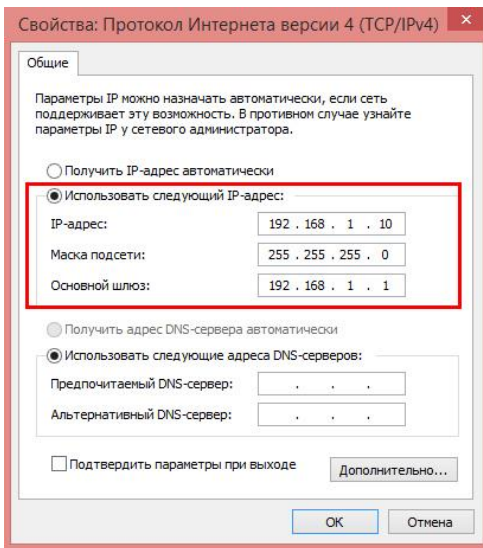 Свойства: Протокол Интернета версии 4 (TCP/IPv4)
Общие
Параметры IP можно назначать автоматически, если сеть
поддерживает эту возможность. В противном случае узнайте
параметры IP у сетевого администратора.
Получить IP-адрес автоматически
Использовать следующий IP-адрес:
IP-адрес: 192 . 168 . 1 . 10
Маска подсети: 255 . 255 . 255 . 0
Основной шлюз: 192 . 168 . 1 . 1
Получить адрес DNS-сервера автоматически
Использовать следующие адреса DNS-серверов:
Предпочитаемый DNS-сервер: . . .
Альтернативный DNS-сервер: . . .
Подтвердить параметры при выходе
Дополнительно...
ОК Отмена